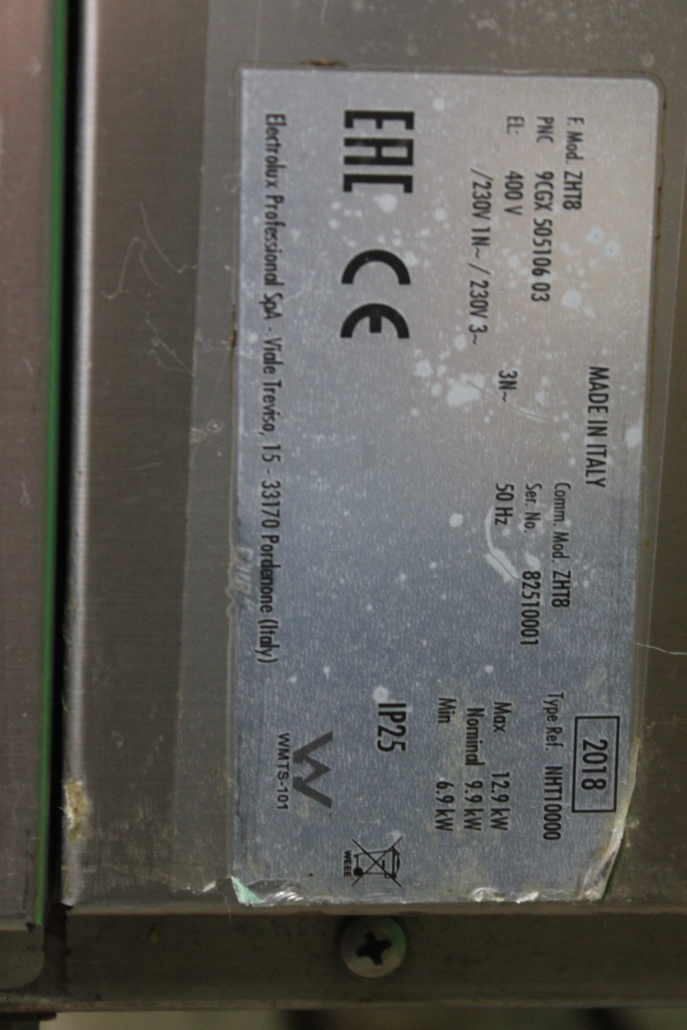 MADE IN ITALY 2018
F. Mod. ZHT8 Comm. Mod. ZHT8 Type Ref. NHT10000
PNC 9CGX 505106 03 Ser. No. 82510001
EL: 400 V 3N~ 50 Hz Max 12.9 kW
/230V 1N~ / 230V 3~ Nominal 9.9 kW
Min 6.9 kW
EAC CE IP25
WEEE
W
WMTS-101
Electrolux Professional SpA - Viale Treviso, 15 - 33170 Pordenone (Italy)